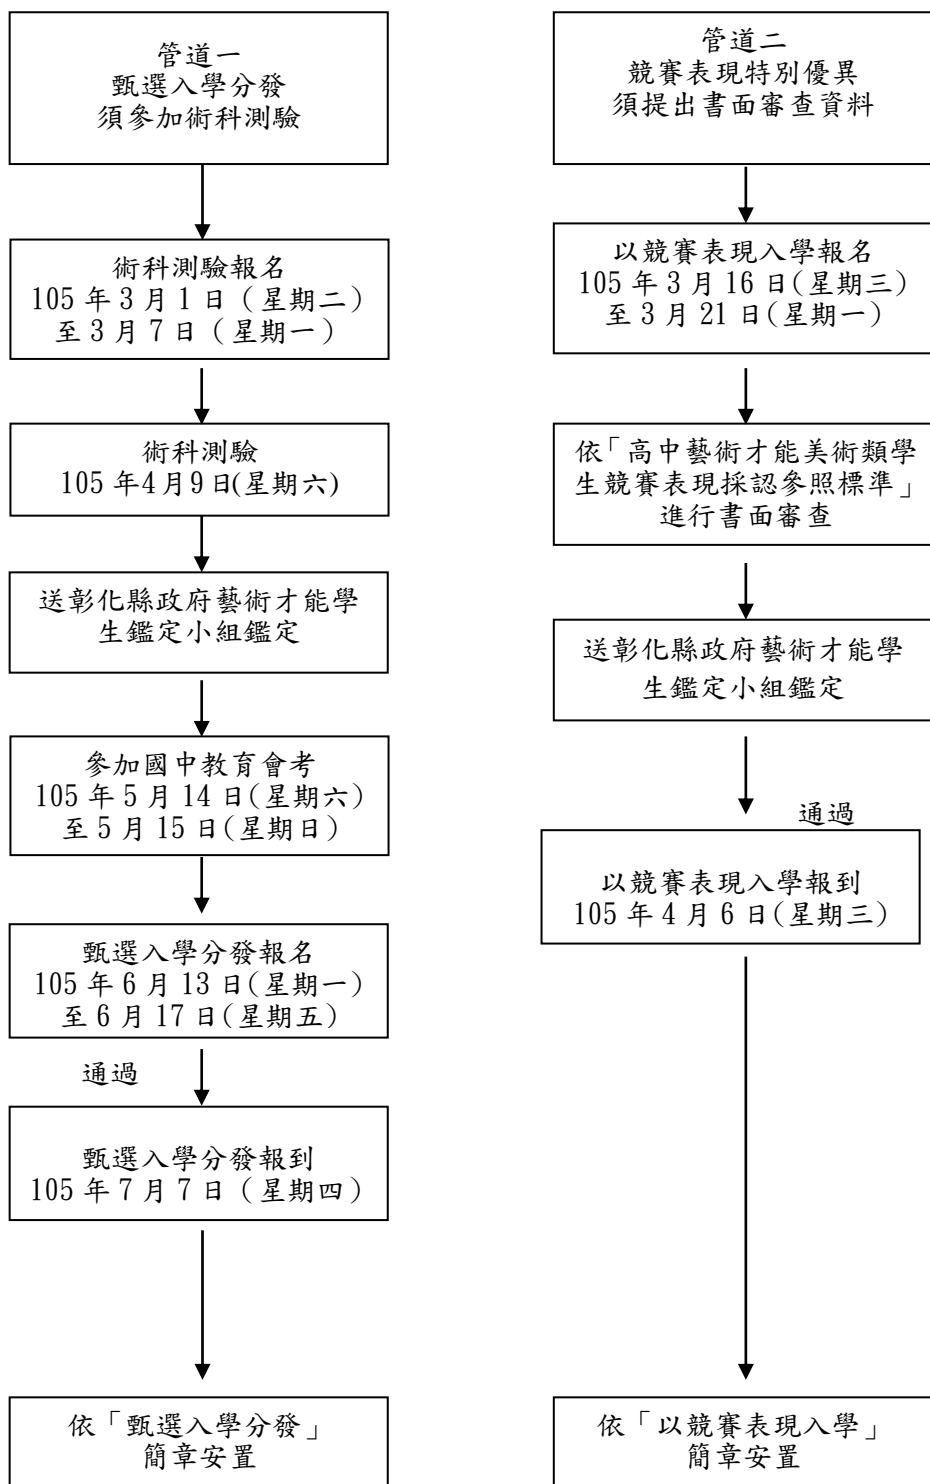 管道一
甄選入學分發
須參加術科測驗
術科測驗報名
105 年 3 月 1 日（星期二）
至 3 月 7 日（星期一）
術科測驗
105 年4月9日(星期六)
送彰化縣政府藝術才能學
生鑑定小組鑑定
參加國中教育會考
105 年 5 月 14 日(星期六)
至 5 月 15 日(星期日)
甄選入學分發報名
105 年 6 月 13 日(星期一)
至 6 月 17 日(星期五)
通過
甄選入學分發報到
105 年 7 月 7 日（星期四）
依「甄選入學分發」
簡章安置
管道二
競賽表現特別優異
須提出書面審查資料
以競賽表現入學報名
105 年 3 月 16 日(星期三)
至 3 月 21 日(星期一)
依「高中藝術才能美術類學
生競賽表現採認參照標準」
進行書面審查
送彰化縣政府藝術才能學
生鑑定小組鑑定
通過
以競賽表現入學報到
105 年 4 月 6 日(星期三)
依「以競賽表現入學」
簡章安置